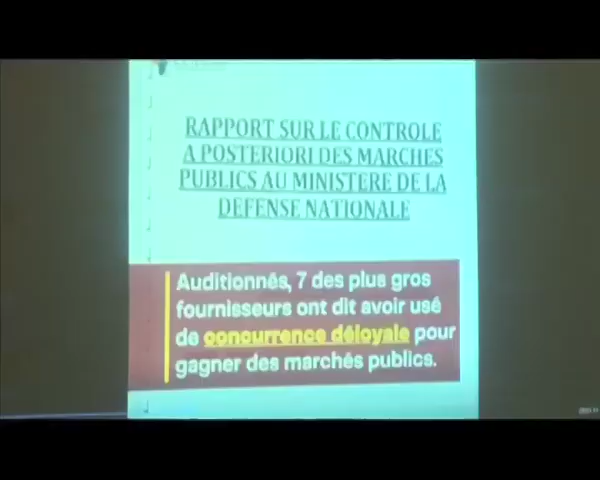 RAPPORT SUR LE CONTROLE
A POSTERIORI DES MARCHES
PUBLICS AU MINISTERE DE LA
DEFENSE NATIONALE
Auditionnés, 7 des plus gros
fournisseurs ont dit avoir usé
de concurrence déloyale pour
gagner des marchés publics.